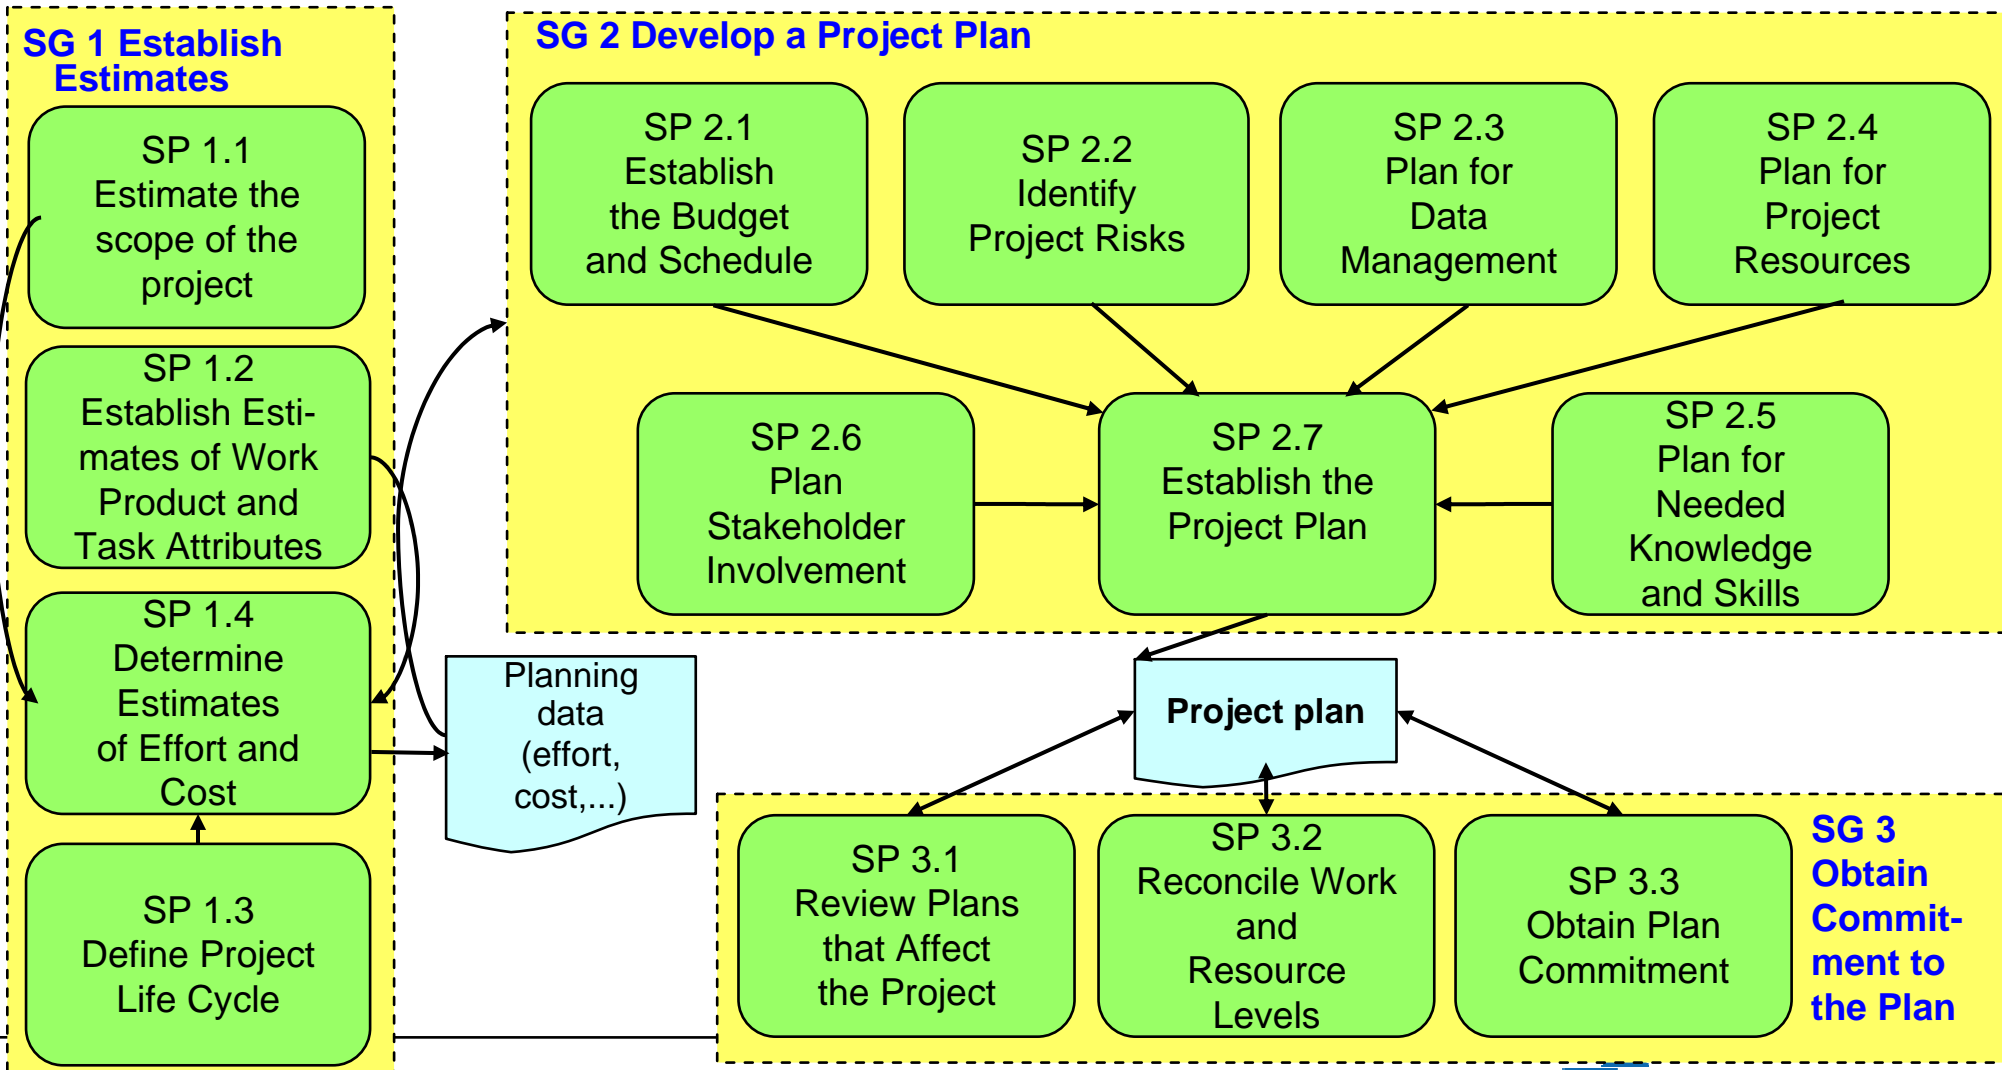 SG 1 Establish
Estimates
SP 1.1
Estimate the
scope of the
project
SP 1.2
Establish Esti-
mates of Work
Product and
Task Attributes
SP 1.4
Determine
Estimates
of Effort and
Cost
SP 1.3
Define Project
Life Cycle
Planning
data
(effort,
cost,...)
SG 2 Develop a Project Plan
SP 2.1
Establish
the Budget
and Schedule
SP 2.2
Identify
Project Risks
SP 2.3
Plan for
Data
Management
SP 2.4
Plan for
Project
Resources
SP 2.6
Plan
Stakeholder
Involvement
SP 2.7
Establish the
Project Plan
SP 2.5
Plan for
Needed
Knowledge
and Skills
Project plan
SP 3.1
Review Plans
that Affect
the Project
SP 3.2
Reconcile Work
and
Resource
Levels
SP 3.3
Obtain Plan
Commitment
SG 3
Obtain
Commit-
ment to
the Plan